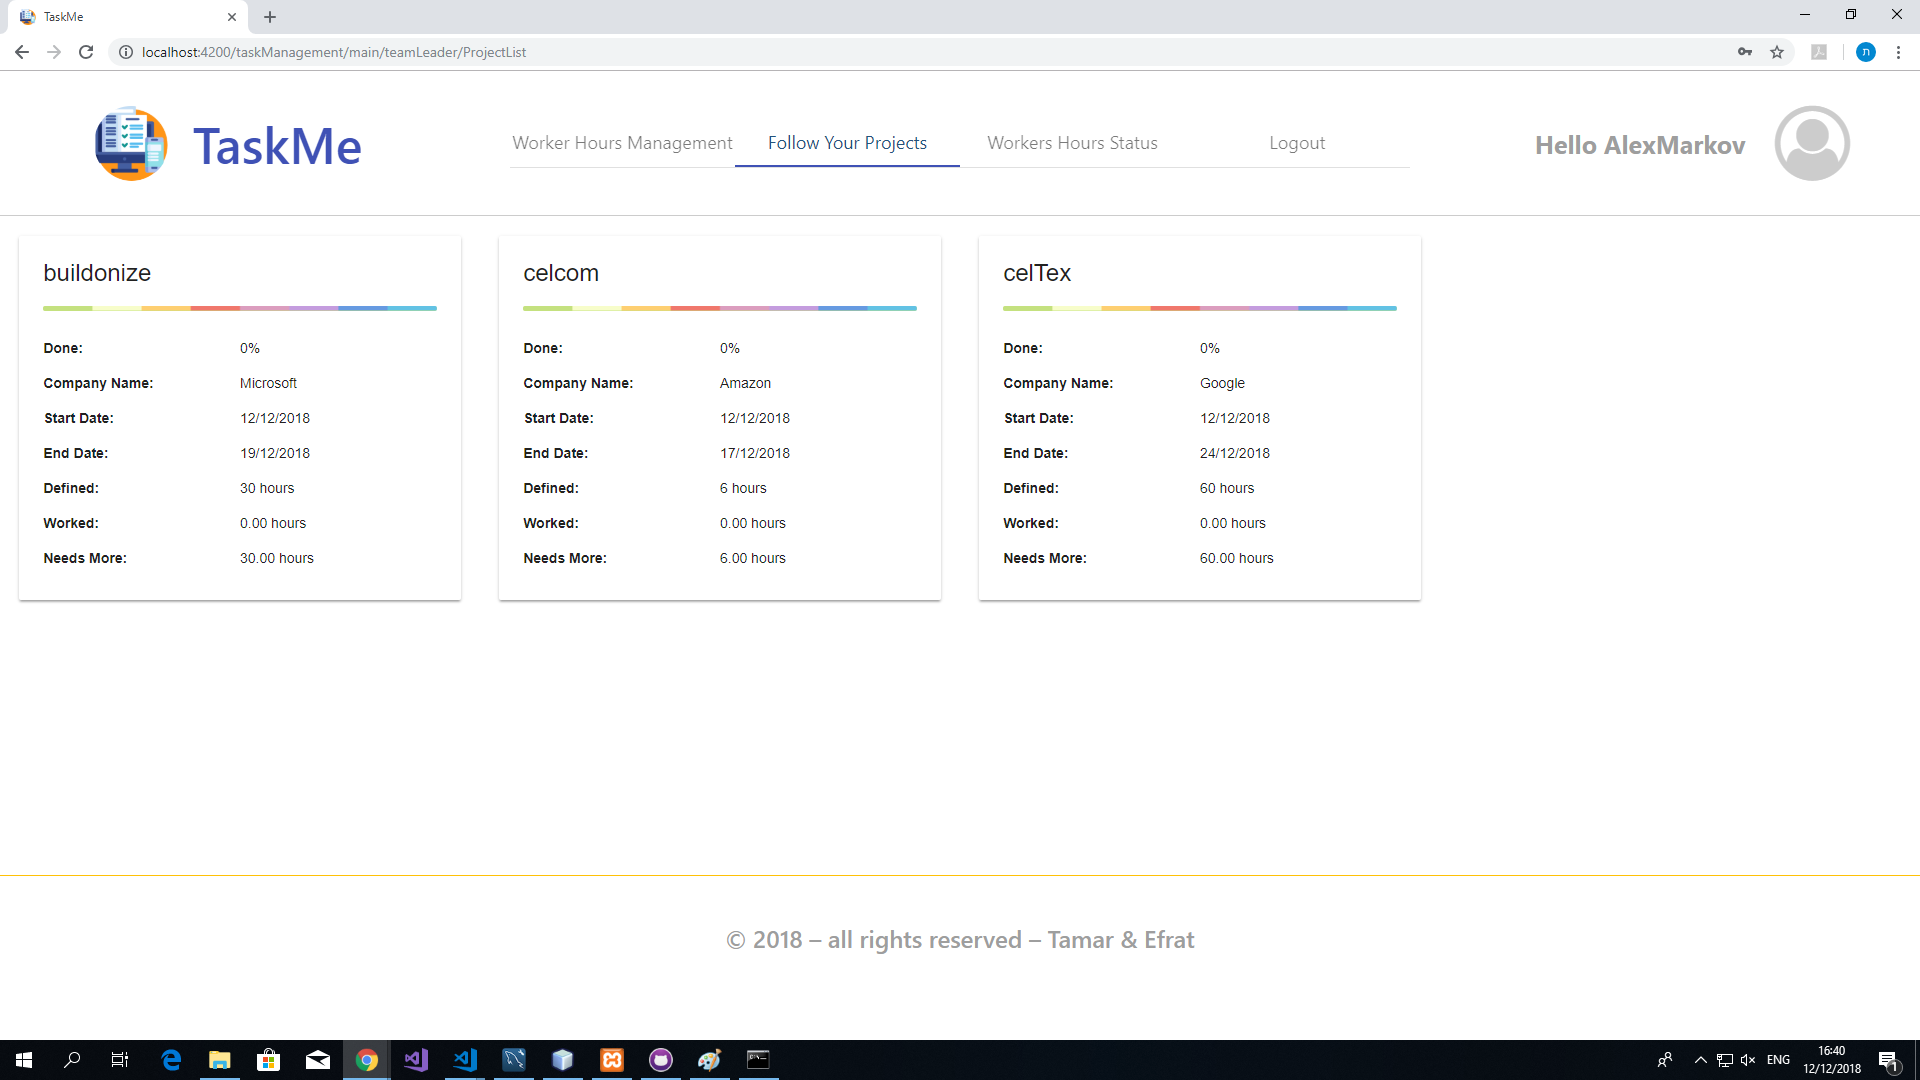 TaskMe
localhost:4200/taskManagement/main/teamLeader/ProjectList
ח
TaskMe
Worker Hours Management
Follow Your Projects
Workers Hours Status
Logout
Hello AlexMarkov
buildonize
Done: 0%
Company Name: Microsoft
Start Date: 12/12/2018
End Date: 19/12/2018
Defined: 30 hours
Worked: 0.00 hours
Needs More: 30.00 hours
celcom
Done: 0%
Company Name: Amazon
Start Date: 12/12/2018
End Date: 17/12/2018
Defined: 6 hours
Worked: 0.00 hours
Needs More: 6.00 hours
celTex
Done: 0%
Company Name: Google
Start Date: 12/12/2018
End Date: 24/12/2018
Defined: 60 hours
Worked: 0.00 hours
Needs More: 60.00 hours
© 2018 – all rights reserved – Tamar & Efrat
ENG
16:40
12/12/2018
1